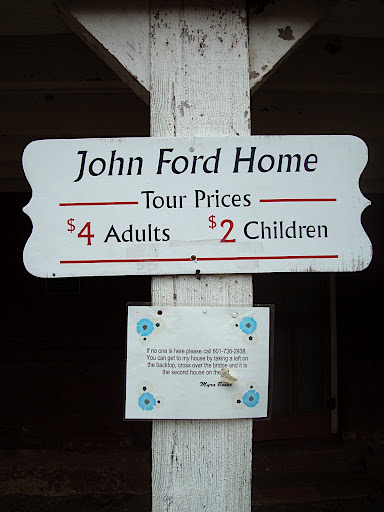 John Ford Home
Tour Prices
$4 Adults $2 Children
If no one is here please call 601-736-2938.
You can get to my house by taking a left on
the backtop, cross over the bridge and it is
the second house on the
Myra